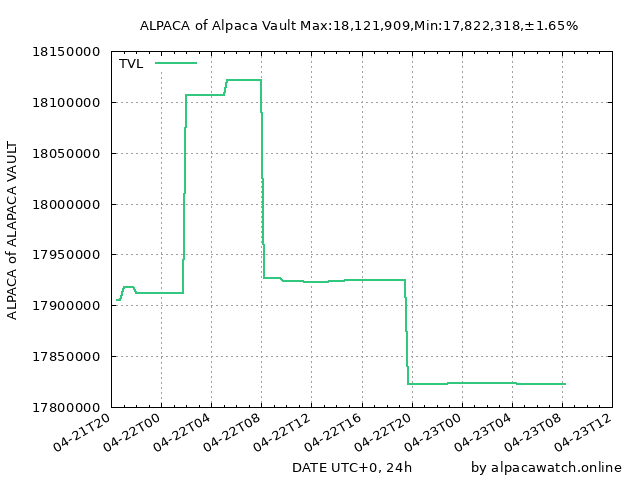 ALPACA of Alpaca Vault Max:18,121,909,Min:17,822,318,±1.65%
TVL
18150000
18100000
18050000
18000000
17950000
17900000
17850000
17800000
ALPACA of ALAPACA VAULT
04-21T20
04-22T00
04-22T04
04-22T08
04-22T12
04-22T16
04-22T20
04-23T00
04-23T04
04-23T08
04-23T12
DATE UTC+0, 24h
by alpacawatch.online